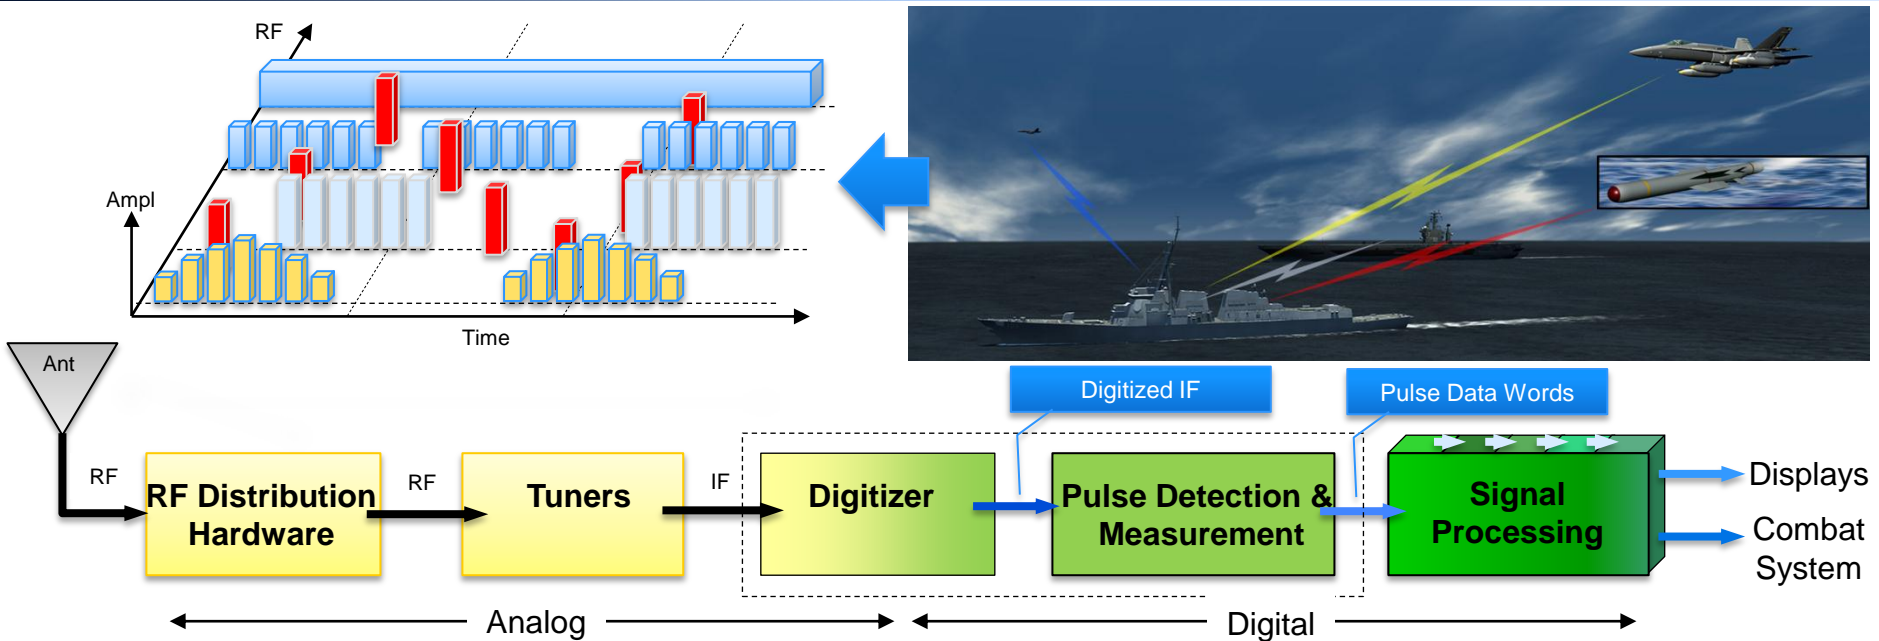 RF
Ampl
Time
Ant
Digitized IF
Pulse Data Words
RF
RF Distribution
Hardware
RF
Tuners
IF
Digitizer
Pulse Detection &
Measurement
Signal
Processing
Displays
Combat
System
Analog
Digital